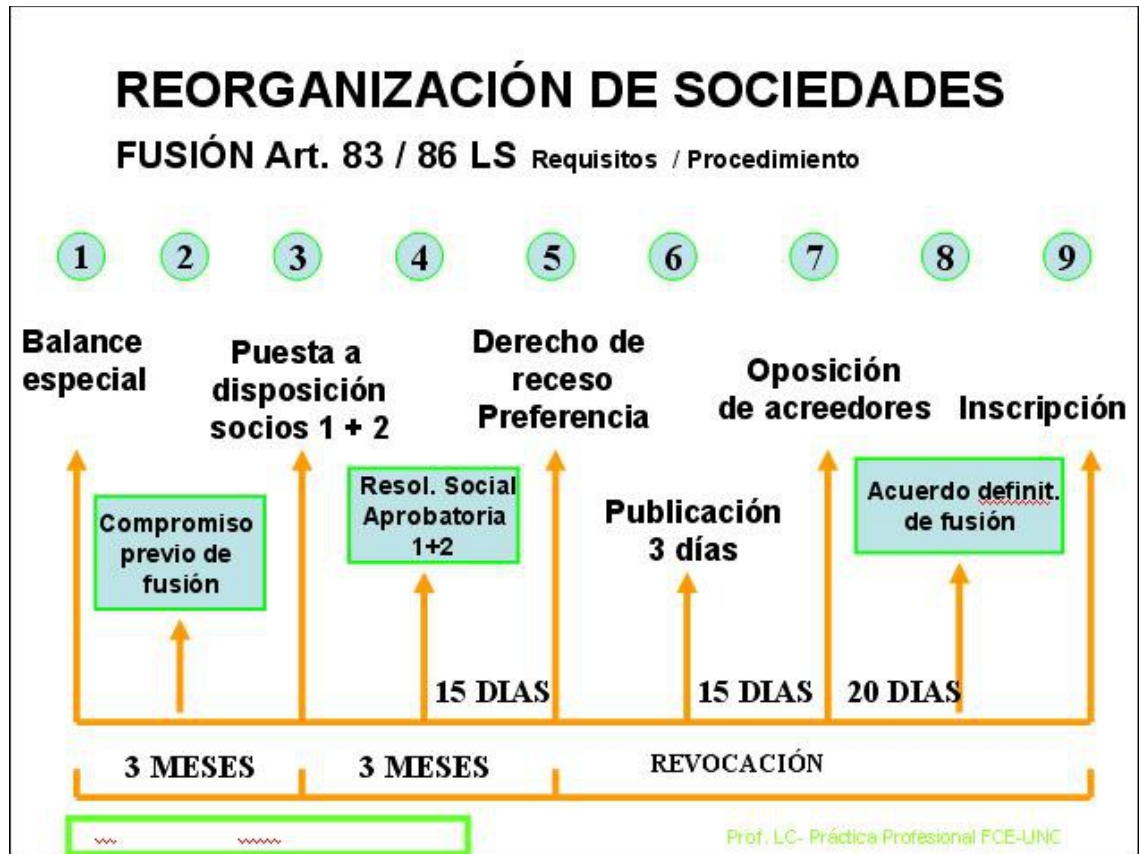 REORGANIZACIÓN DE SOCIEDADES
FUSIÓN Art. 83 / 86 LS Requisitos / Procedimiento
1 2 3 4 5 6 7 8 9
Balance
especial
Compromiso
previo de
fusión
Puesta a
disposición
socios 1 + 2
Resol. Social
Aprobatoria
1+2
Derecho de
receso
Preferencia
Publicación
3 días
Oposición
de acreedores
Acuerdo definit.
de fusión
Inscripción
15 DIAS
15 DIAS
20 DIAS
3 MESES
3 MESES
REVOCACIÓN
Prof. LC- Práctica Profesional FCE-UNC